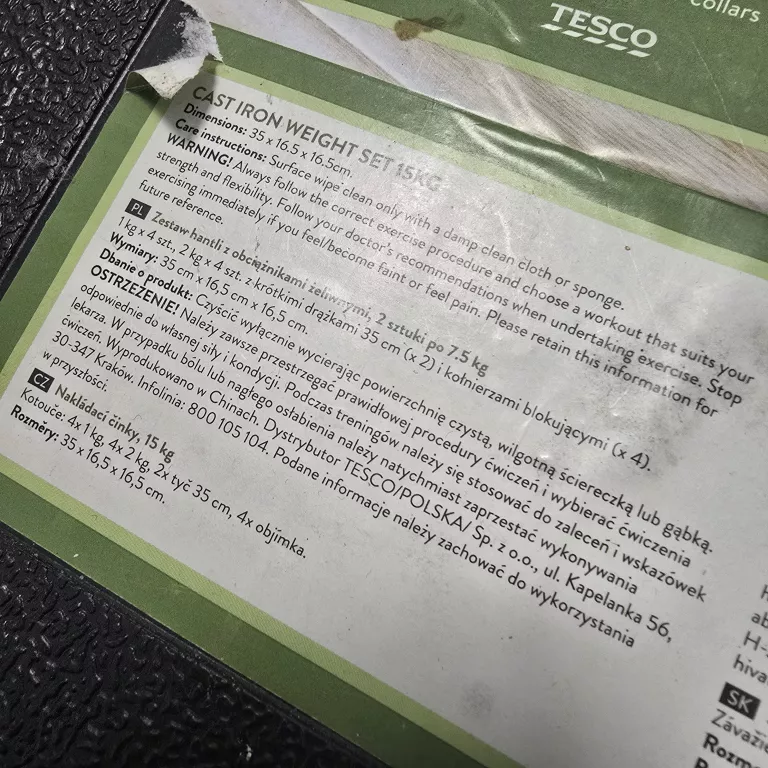 Collars
TESCO
CAST IRON WEIGHT SET 15KG
Dimensions: 35 x 16.5 x 16.5cm.
Care instructions: Surface wipe clean only with a damp clean cloth or sponge.
WARNING! Always follow the correct exercise procedure and choose a workout that suits your
strength and flexibility. Follow your doctor's recommendations when undertaking exercise. Stop
exercising immediately if you feel/become faint or feel pain. Please retain this information for
future reference.
PL Zestaw hantli z obciążnikami żeliwnymi, 2 sztuki po 7.5 kg
1 kg x 4 szt., 2 kg x 4 szt. z krótkimi drążkami 35 cm (x 2) i kołnierzami blokującymi (x 4).
Wymiary: 35 cm x 16,5 cm x 16,5 cm.
Dbanie o produkt: Czyścić wyłącznie wycierając powierzchnię czystą, wilgotną ściereczką lub gąbką.
OSTRZEŻENIE! Należy zawsze przestrzegać prawidłowej procedury ćwiczeń i wybierać ćwiczenia
odpowiednie do własnej siły i kondycji. Podczas treningów należy się stosować do zaleceń i wskazówek
lekarza. W przypadku bólu lub nagłego osłabienia należy natychmiast zaprzestać wykonywania
ćwiczeń. Wyprodukowano w Chinach. Dystrybutor TESCO/POLSKA/ Sp. z o.o., ul. Kapelanka 56,
30-347 Kraków. Infolinia: 800 105 104. Podane informacje należy zachować do wykorzystania
w przyszłości.
CZ Nakládací činky, 15 kg
Kotouče: 4x 1 kg, 4x 2 kg, 2x tyč 35 cm, 4x objímka.
Rozměry: 35 x 16,5 x 16,5 cm.
H-
hiva
SK
Závažie
Rozm